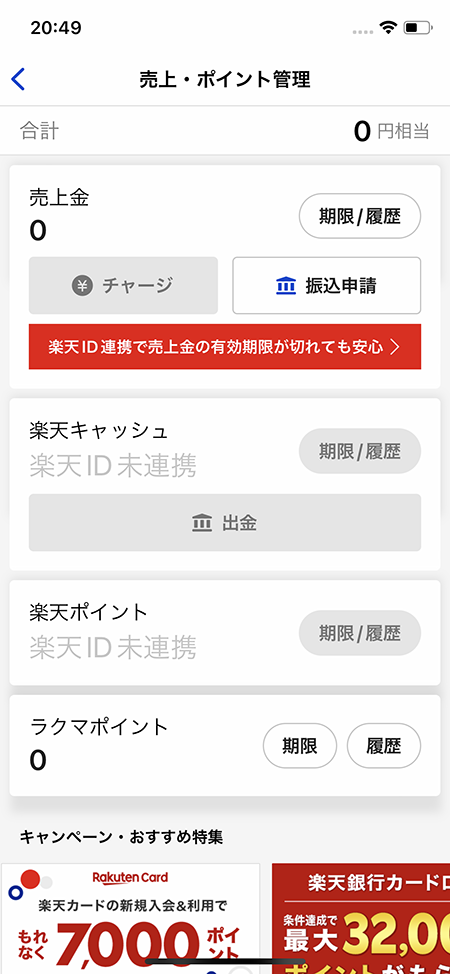 20:49
売上・ポイント管理
合計
0 円相当
売上金
0
期限/履歴
¥ チャージ
振込申請
楽天ID連携で売上金の有効期限が切れても安心
楽天キャッシュ
楽天ID未連携
期限/履歴
出金
楽天ポイント
楽天ID未連携
期限/履歴
ラクマポイント
0
期限
履歴
キャンペーン・おすすめ特集
Rakuten Card
楽天カードの新規入会&利用で
もれなく 7,000 ポイント
楽天銀行カード
条件達成で
最大 32,0
ポイントが